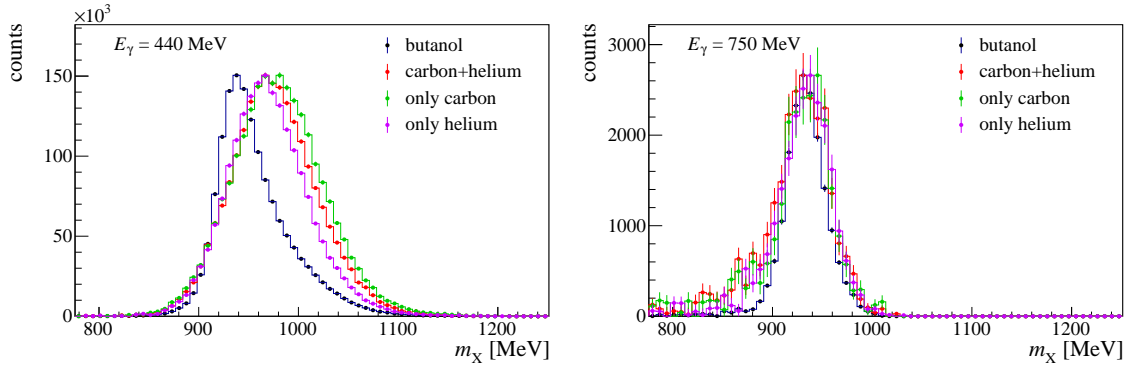 ×10³
counts
E_γ = 440 MeV
butanol
carbon+helium
only carbon
only helium
150
100
50
0
800 900 1000 1100 1200
m_X [MeV]
counts
E_γ = 750 MeV
butanol
carbon+helium
only carbon
only helium
3000
2000
1000
0
800 900 1000 1100 1200
m_X [MeV]